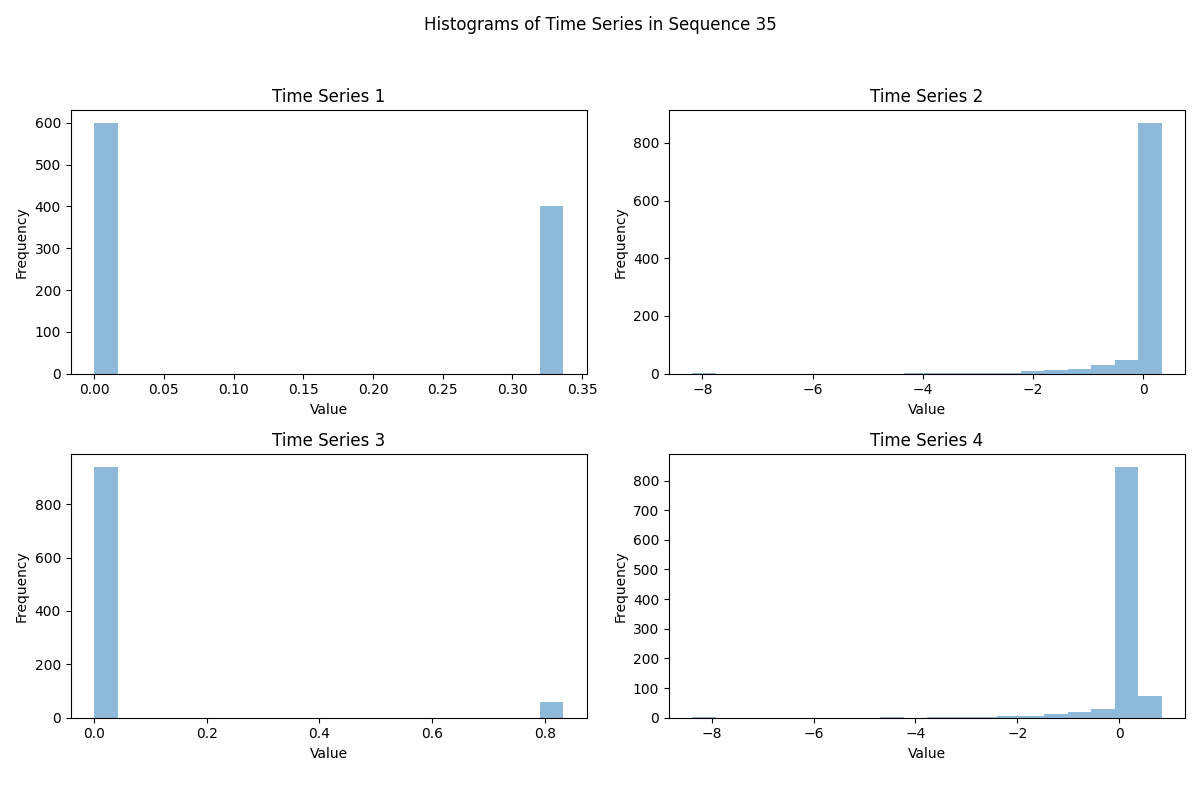 Histograms of Time Series in Sequence 35
Time Series 1
Frequency
600
500
400
300
200
100
0
0.00 0.05 0.10 0.15 0.20 0.25 0.30 0.35
Value
Time Series 2
Frequency
800
600
400
200
0
−8 −6 −4 −2 0
Value
Time Series 3
Frequency
800
600
400
200
0
0.0 0.2 0.4 0.6 0.8
Value
Time Series 4
Frequency
800
700
600
500
400
300
200
100
0
−8 −6 −4 −2 0
Value